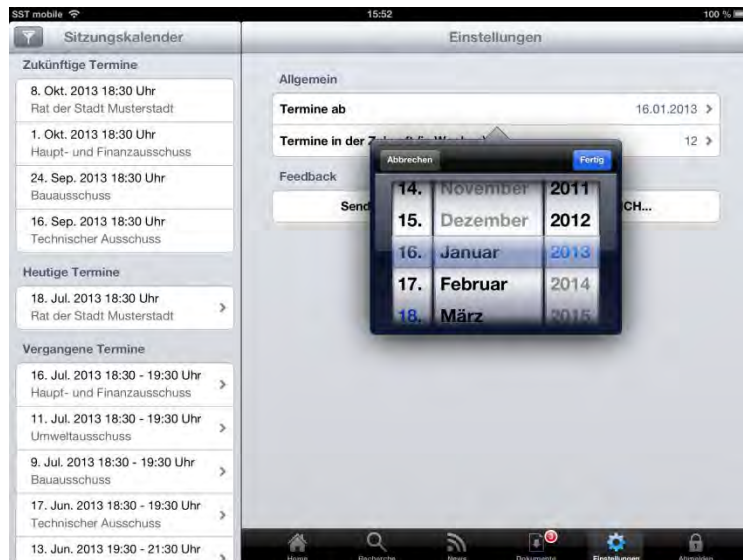 SST mobile
15:52
100 %
Sitzungskalender
Einstellungen
Zukünftige Termine
8. Okt. 2013 18:30 Uhr
Rat der Stadt Musterstadt
1. Okt. 2013 18:30 Uhr
Haupt- und Finanzausschuss
24. Sep. 2013 18:30 Uhr
Bauausschuss
16. Sep. 2013 18:30 Uhr
Technischer Ausschuss
Heutige Termine
18. Jul. 2013 18:30 Uhr
Rat der Stadt Musterstadt
Vergangene Termine
16. Jul. 2013 18:30 - 19:30 Uhr
Haupt- und Finanzausschuss
11. Jul. 2013 18:30 - 19:30 Uhr
Umweltausschuss
9. Jul. 2013 18:30 - 19:30 Uhr
Bauausschuss
17. Jun. 2013 18:30 - 19:30 Uhr
Technischer Ausschuss
13. Jun. 2013 19:30 - 21:30 Uhr
Allgemein
Termine ab 16.01.2013
Termine in der 12
Abbrechen Fertig
Feedback
Send CH...
14. November 2011
15. Dezember 2012
16. Januar 2013
17. Februar 2014
18. März 2015
Home Recherche News Dokumente 3 Einstellungen Abmelden